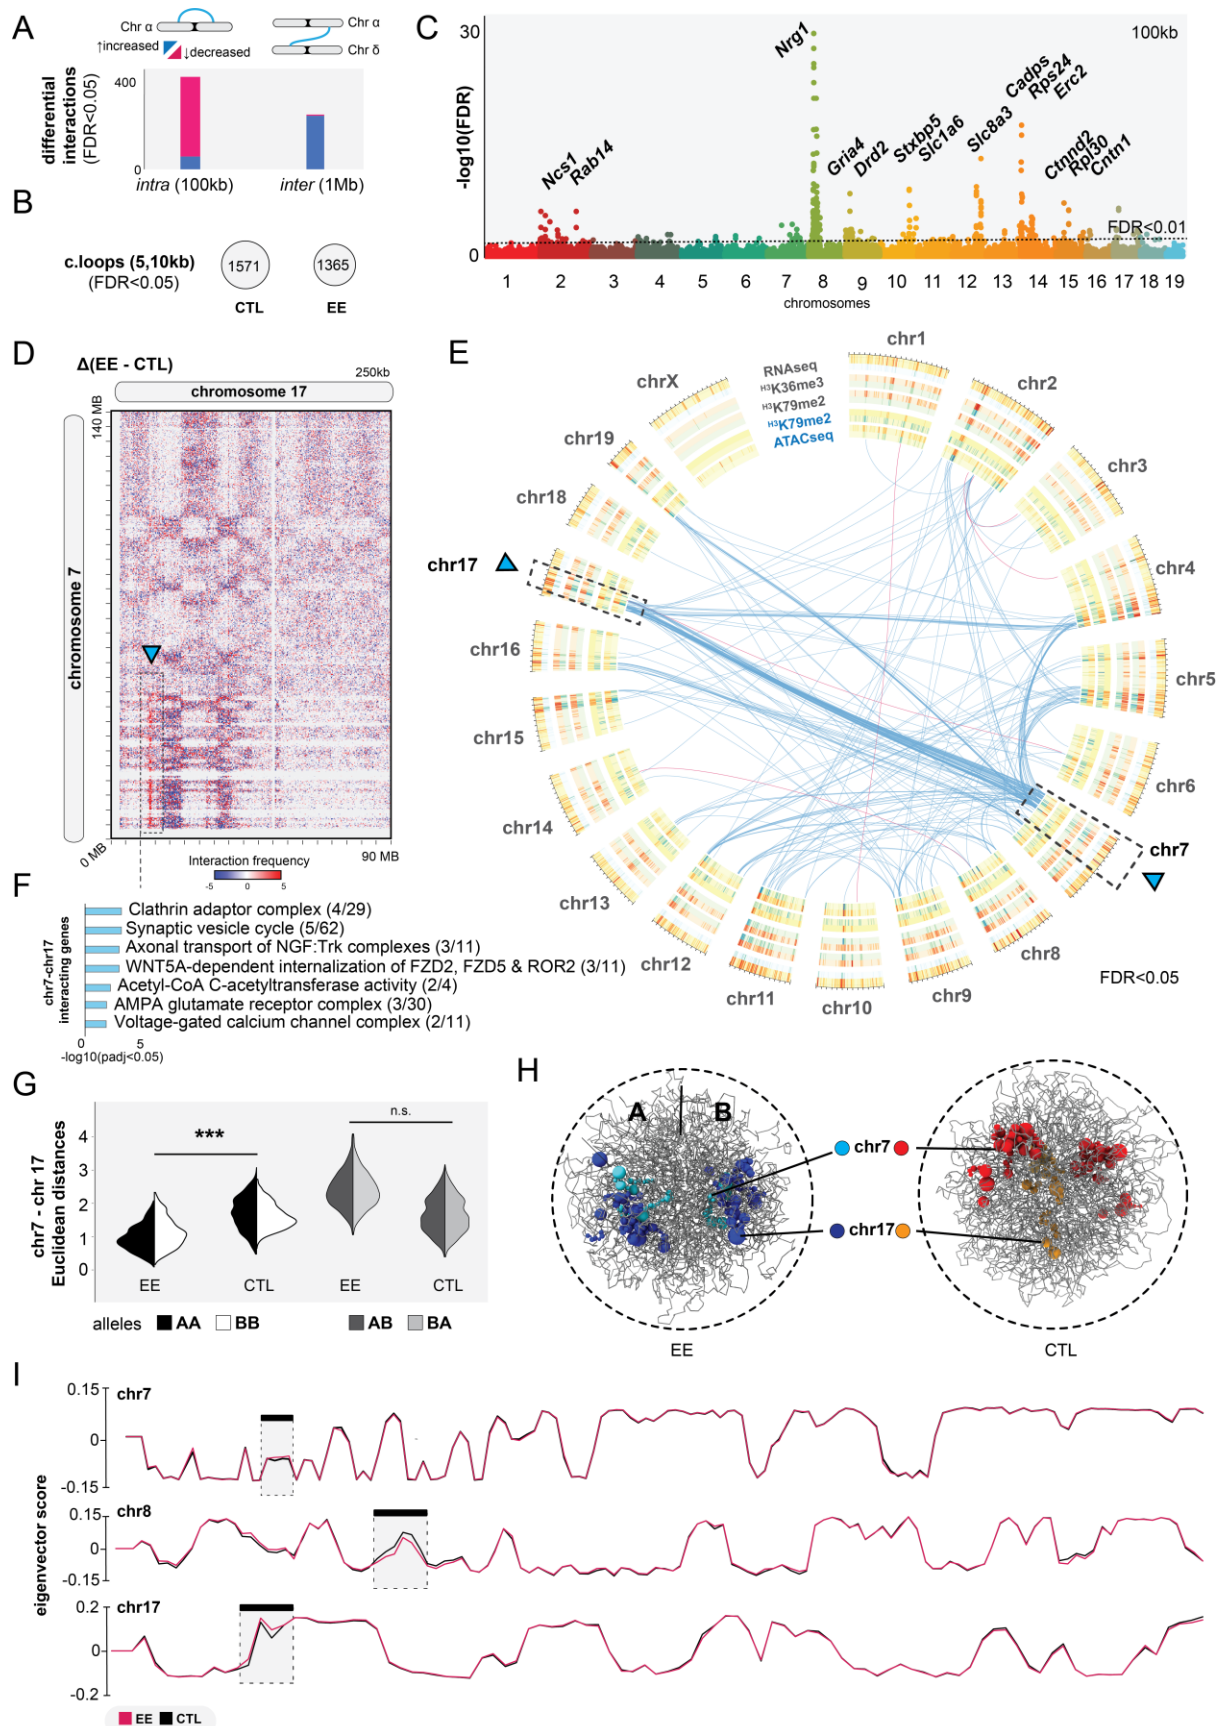 A
Chr α
Chr α
↑increased
↓decreased
Chr δ
differential
interactions
(FDR<0.05)
400
0
intra (100kb)
inter (1Mb)
B
c.loops (5,10kb)
(FDR<0.05)
1571
1365
CTL
EE
C
30
-log10(FDR)
0
100kb
Ncs1
Rab14
Nrg1
Gria4
Drd2
Stxbp5
Slc1a6
Slc8a3
Cadps
Rps24
Erc2
Ctnnd2
Rpl30
Cntn1
FDR<0.01
1 2 3 4 5 6 7 8 9 10 11 12 13 14 15 16 17 18 19
chromosomes
D
Δ(EE - CTL)
250kb
chromosome 17
140 MB
chromosome 7
0 MB
90 MB
Interaction frequency
-5 0 5
E
RNAseq
H3K36me3
H3K79me2
H3K79me2
ATACseq
chr1
chr2
chr3
chr4
chr5
chr6
chr7
chr8
chr9
chr10
chr11
chr12
chr13
chr14
chr15
chr16
chr17
chr18
chr19
chrX
FDR<0.05
F
chr7-chr17
interacting genes
Clathrin adaptor complex (4/29)
Synaptic vesicle cycle (5/62)
Axonal transport of NGF:Trk complexes (3/11)
WNT5A-dependent internalization of FZD2, FZD5 & ROR2 (3/11)
Acetyl-CoA C-acetyltransferase activity (2/4)
AMPA glutamate receptor complex (3/30)
Voltage-gated calcium channel complex (2/11)
0 5
-log10(padj<0.05)
G
chr7 - chr 17
Euclidean distances
4
3
2
1
0
***
n.s.
EE
CTL
EE
CTL
alleles AA BB AB BA
H
A B
chr7
chr17
EE
CTL
I
eigenvector score
0.15
0
-0.15
chr7
0.15
0
-0.15
chr8
0.2
0
-0.2
chr17
EE CTL